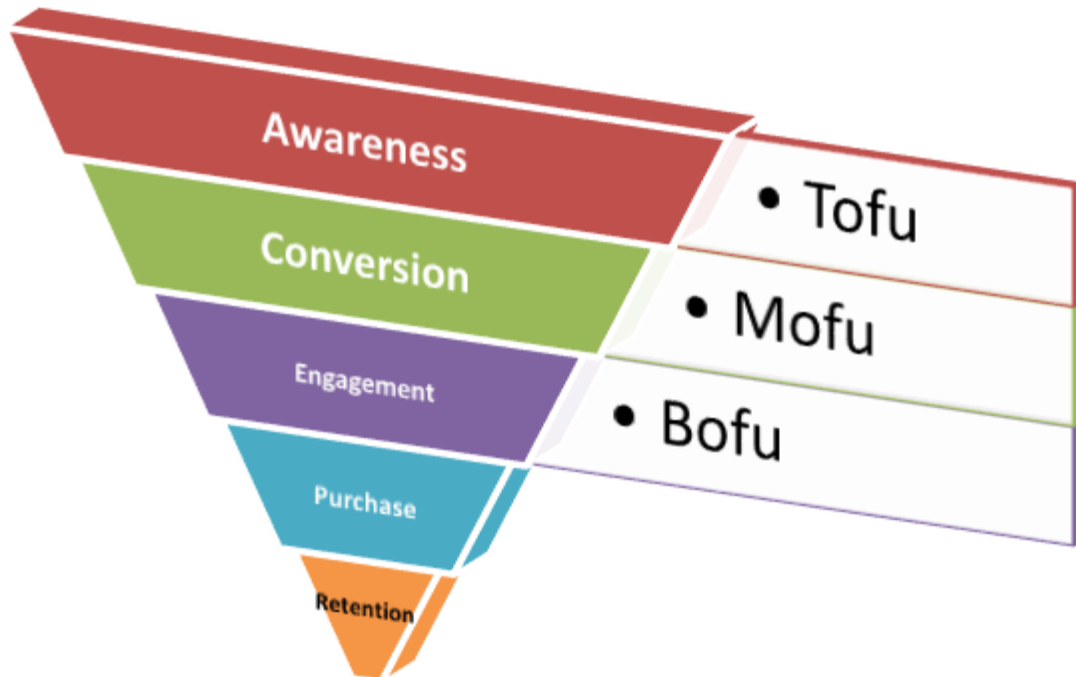 Awareness
• Tofu
Conversion
• Mofu
Engagement
• Bofu
Purchase
Retention